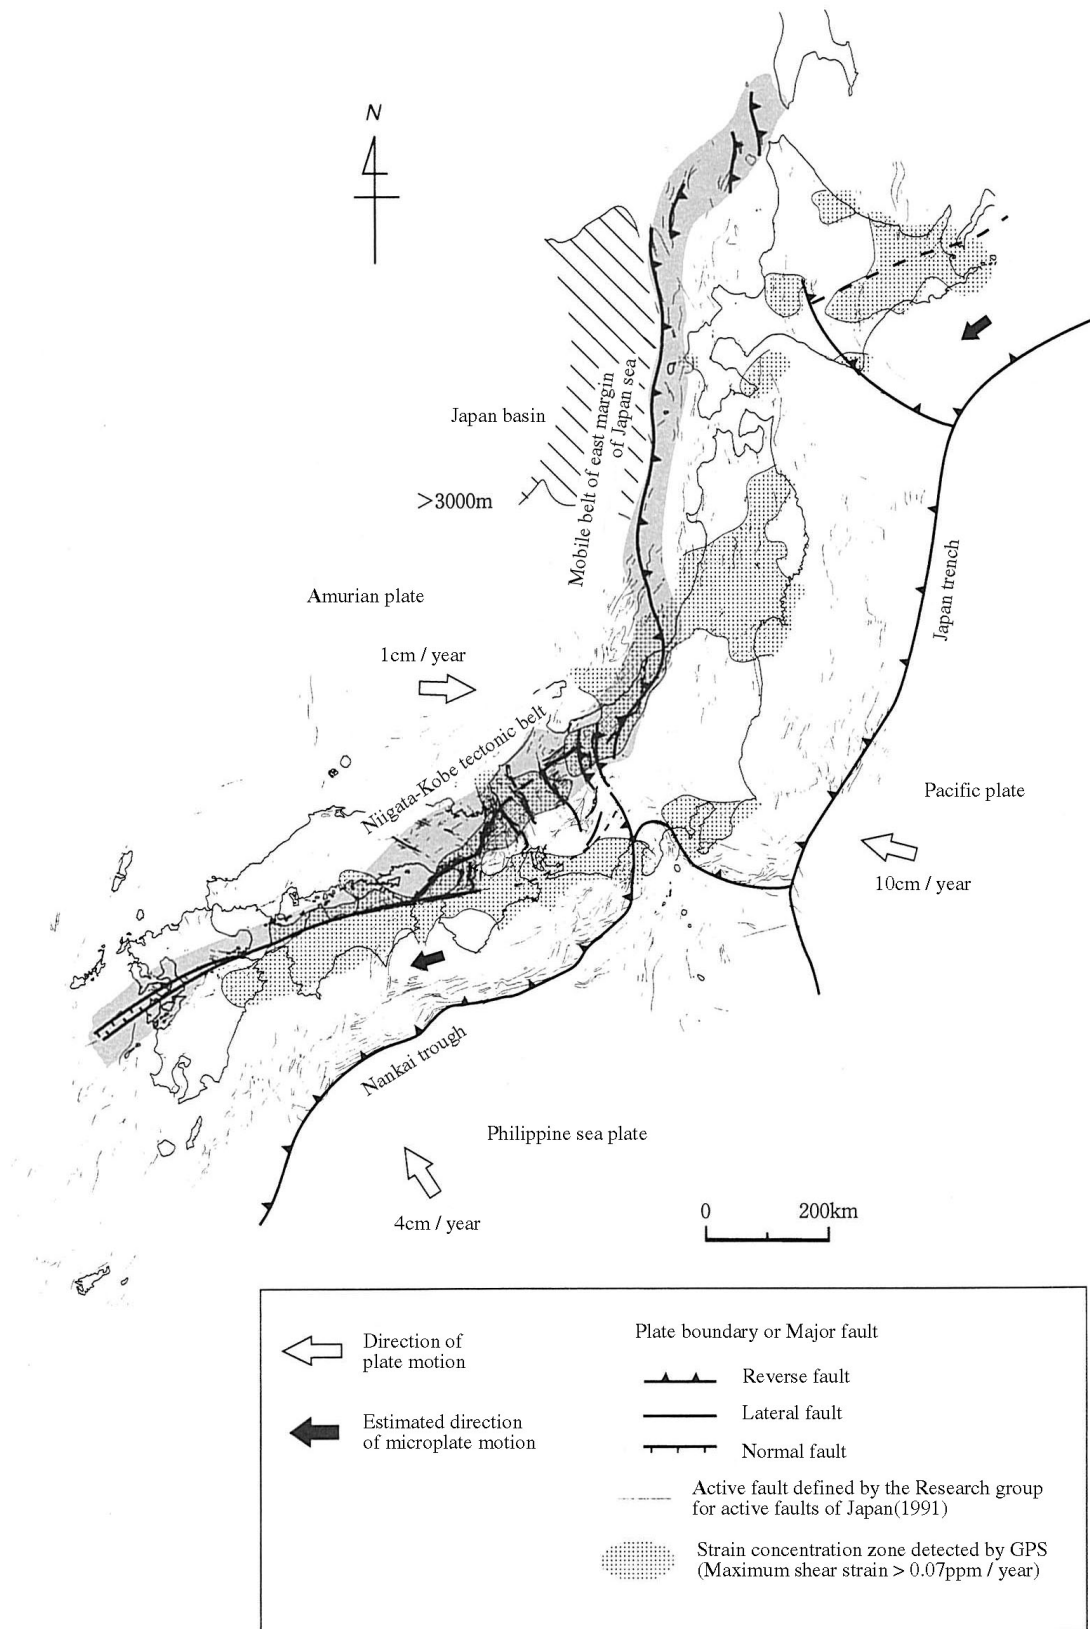 N
Japan basin
Mobile belt of east margin
of Japan sea
>3000m
Japan trench
Amurian plate
1cm / year
Niigata-Kobe tectonic belt
Pacific plate
10cm / year
Nankai trough
Philippine sea plate
4cm / year
0 200km
Direction of
plate motion
Estimated direction
of microplate motion
Plate boundary or Major fault
Reverse fault
Lateral fault
Normal fault
Active fault defined by the Research group
for active faults of Japan(1991)
Strain concentration zone detected by GPS
(Maximum shear strain > 0.07ppm / year)